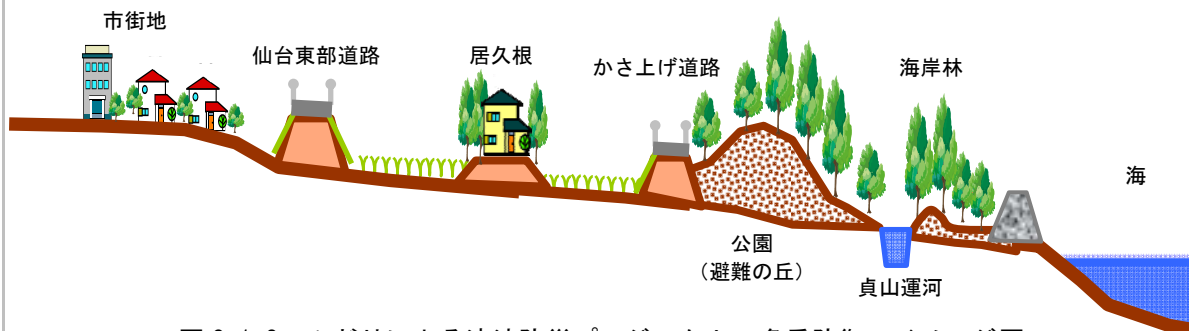 市街地
仙台東部道路
居久根
かさ上げ道路
海岸林
海
公園
（避難の丘）
貞山運河